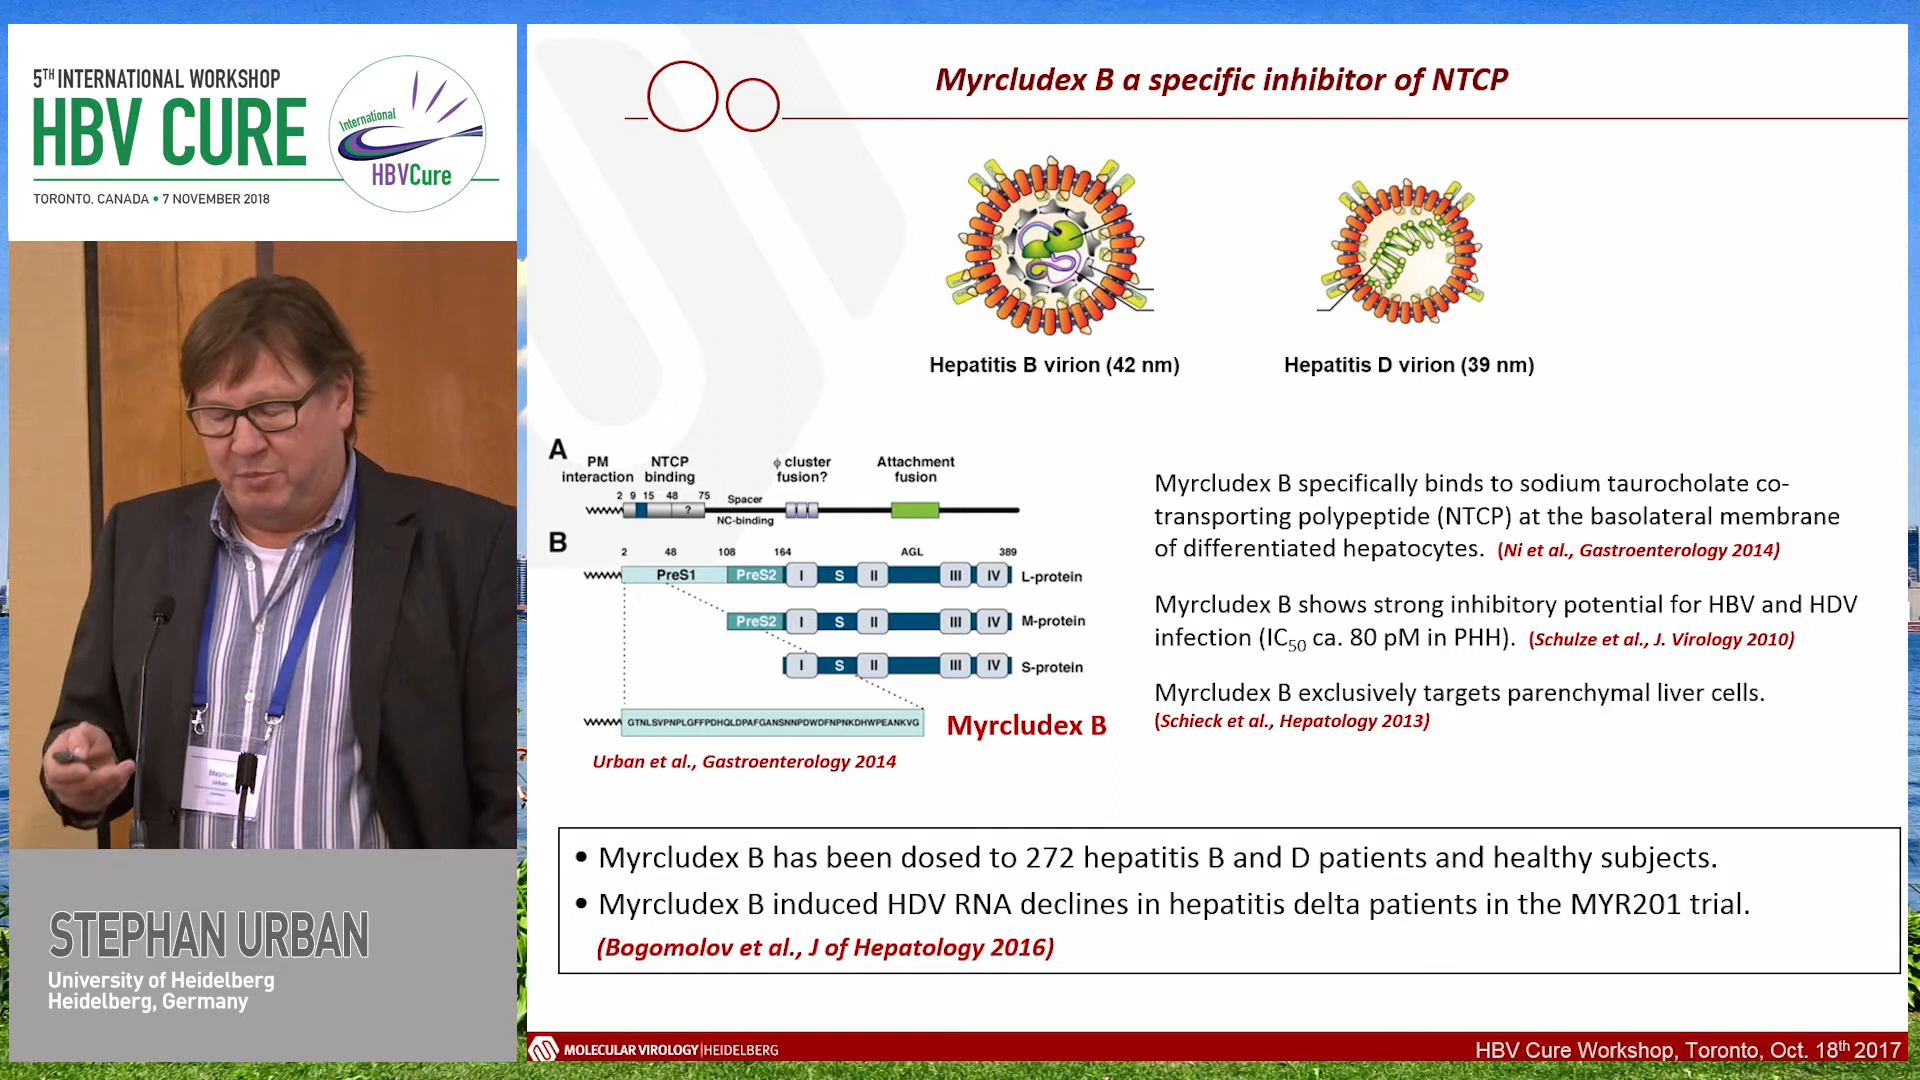 5TH INTERNATIONAL WORKSHOP
HBV CURE
TORONTO, CANADA • 7 NOVEMBER 2018
International
HBVCure
Stephan
Urban
STEPHAN URBAN
University of Heidelberg
Heidelberg, Germany
Myrcludex B a specific inhibitor of NTCP
Hepatitis B virion (42 nm)
Hepatitis D virion (39 nm)
A
PM interaction
NTCP binding
ϕ cluster fusion?
Attachment fusion
2 9 15 48 75
?
Spacer
NC-binding
B
2 48 108 164 AGL 389
PreS1 PreS2 I S II III IV L-protein
PreS2 I S II III IV M-protein
I S II III IV S-protein
GTNLSVPNPLGFFPDHQLDPAFGANSNNPDWDFNPNKDHWPEANKVG
Myrcludex B
Urban et al., Gastroenterology 2014
Myrcludex B specifically binds to sodium taurocholate co-
transporting polypeptide (NTCP) at the basolateral membrane
of differentiated hepatocytes. (Ni et al., Gastroenterology 2014)
Myrcludex B shows strong inhibitory potential for HBV and HDV
infection (IC50 ca. 80 pM in PHH). (Schulze et al., J. Virology 2010)
Myrcludex B exclusively targets parenchymal liver cells.
(Schieck et al., Hepatology 2013)
• Myrcludex B has been dosed to 272 hepatitis B and D patients and healthy subjects.
• Myrcludex B induced HDV RNA declines in hepatitis delta patients in the MYR201 trial.
(Bogomolov et al., J of Hepatology 2016)
MOLECULAR VIROLOGY|HEIDELBERG
HBV Cure Workshop, Toronto, Oct. 18th 2017